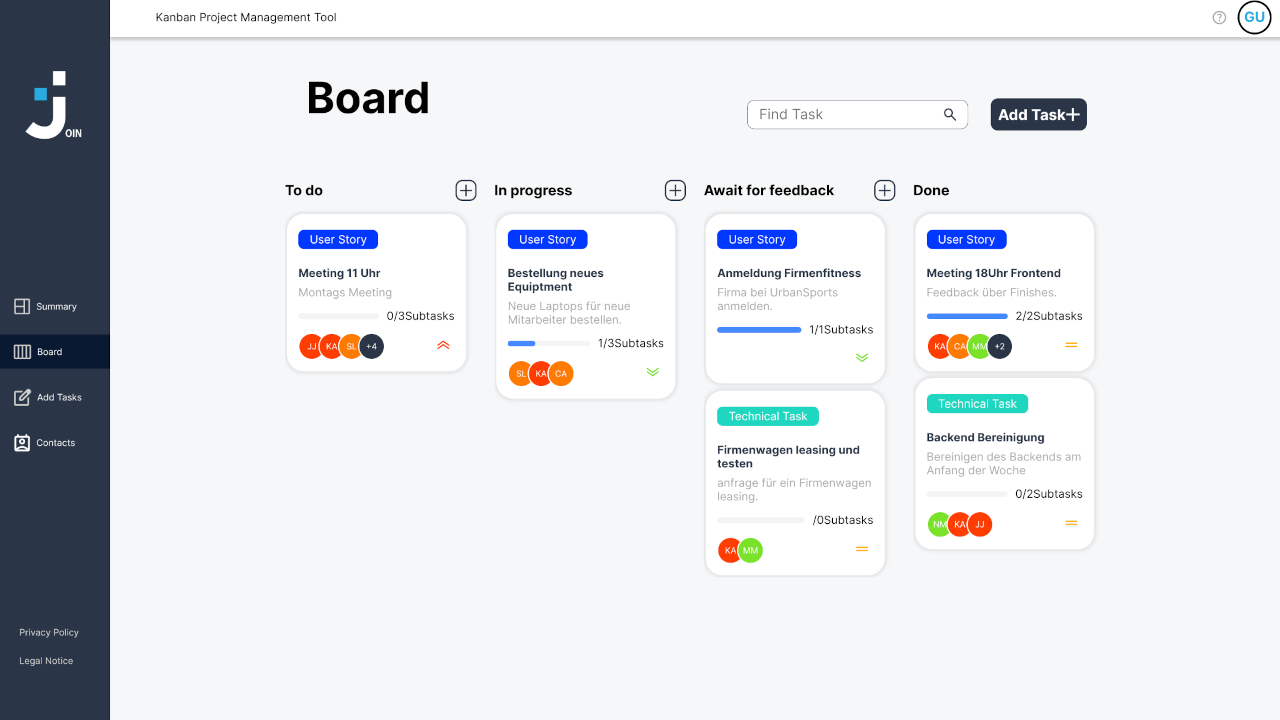 Kanban Project Management Tool
GU
OIN
Summary
Board
Add Tasks
Contacts
Privacy Policy
Legal Notice
Board
Find Task
Add Task
To do
User Story
Meeting 11 Uhr
Montags Meeting
0/3Subtasks
JJ KA SL +4
In progress
User Story
Bestellung neues
Equiptment
Neue Laptops für neue
Mitarbeiter bestellen.
1/3Subtasks
SL KA CA
Await for feedback
User Story
Anmeldung Firmenfitness
Firma bei UrbanSports
anmelden.
1/1Subtasks
Technical Task
Firmenwagen leasing und
testen
anfrage für ein Firmenwagen
leasing.
/0Subtasks
KA MM
Done
User Story
Meeting 18Uhr Frontend
Feedback über Finishes.
2/2Subtasks
KA CA MM +2
Technical Task
Backend Bereinigung
Bereinigen des Backends am
Anfang der Woche
0/2Subtasks
NM KA JJ